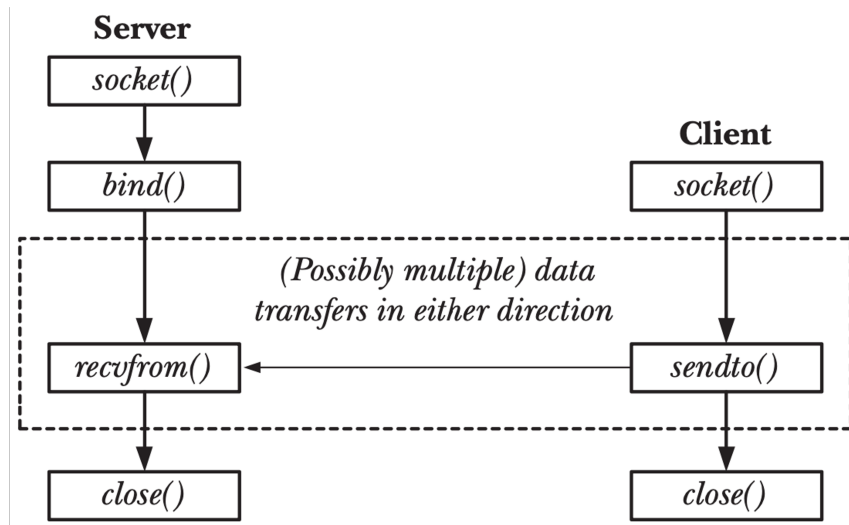 Server
socket()
bind()
Client
socket()
(Possibly multiple) data
transfers in either direction
recvfrom()
sendto()
close()
close()